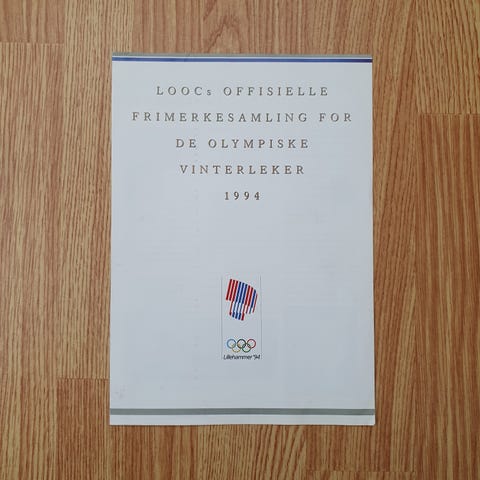 LOOCs OFFISIELLE
FRIMERKESAMLING FOR
DE OLYMPISKE
VINTERLEKER
1994
Lillehammer'94